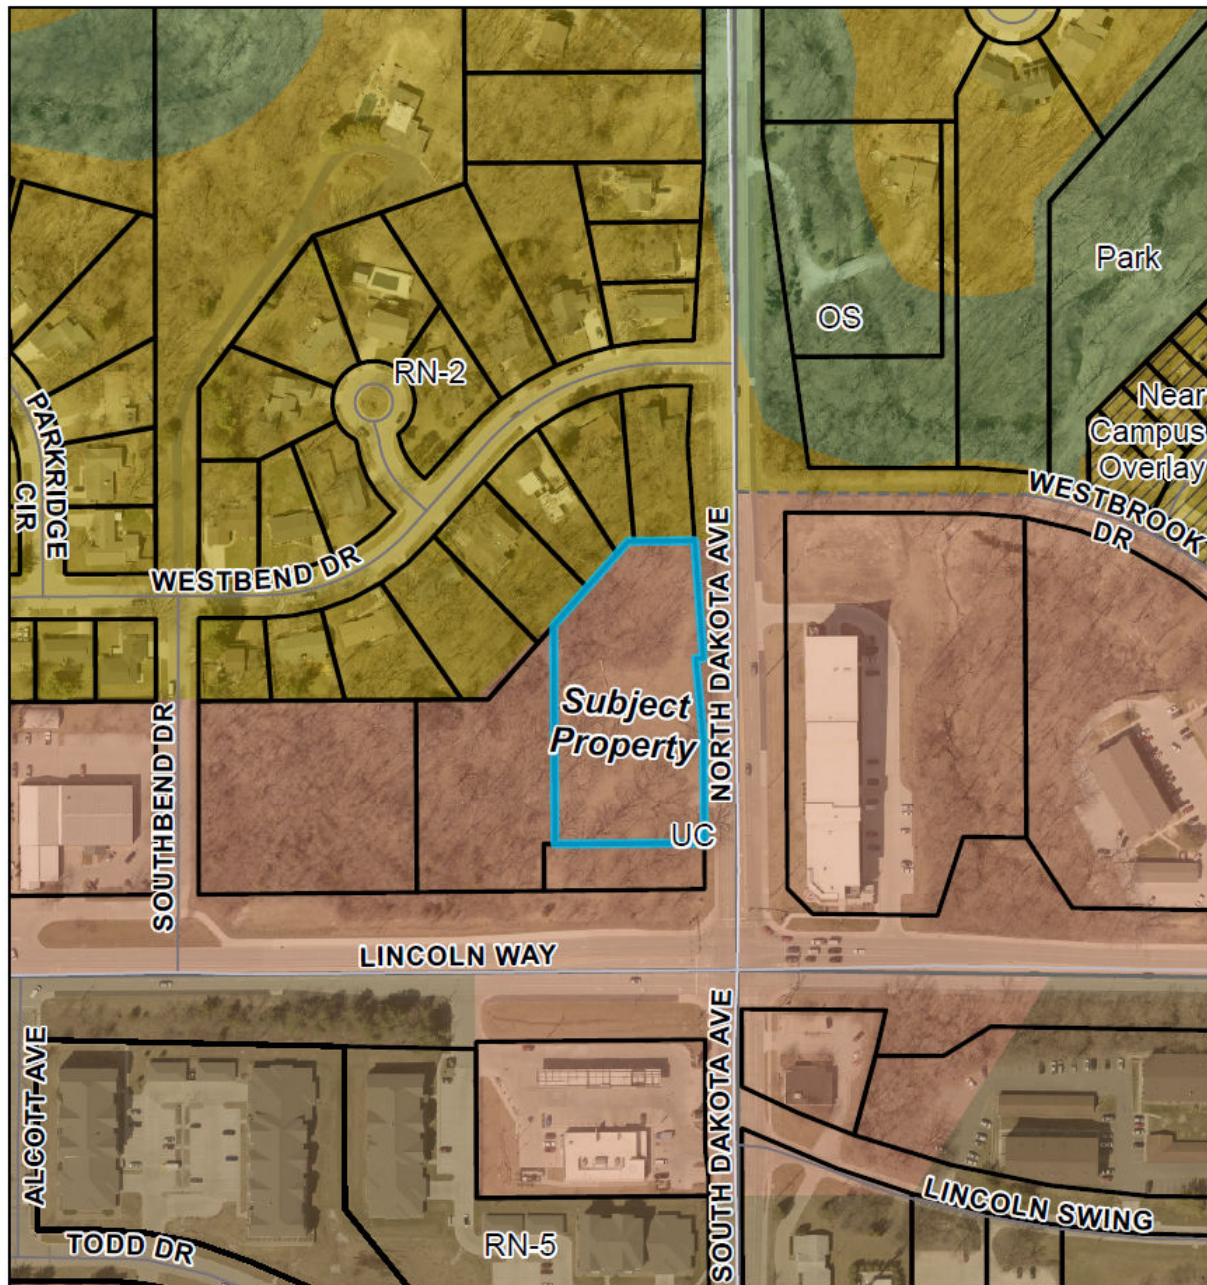 Park
OS
RN-2
Near
Campus
Overlay
PARKRIDGE
CIR
WESTBROOK
DR
WESTBEND DR
NORTH DAKOTA AVE
Subject
Property
SOUTHBEND DR
UC
LINCOLN WAY
ALCOTT AVE
SOUTH DAKOTA AVE
LINCOLN SWING
TODD DR
RN-5